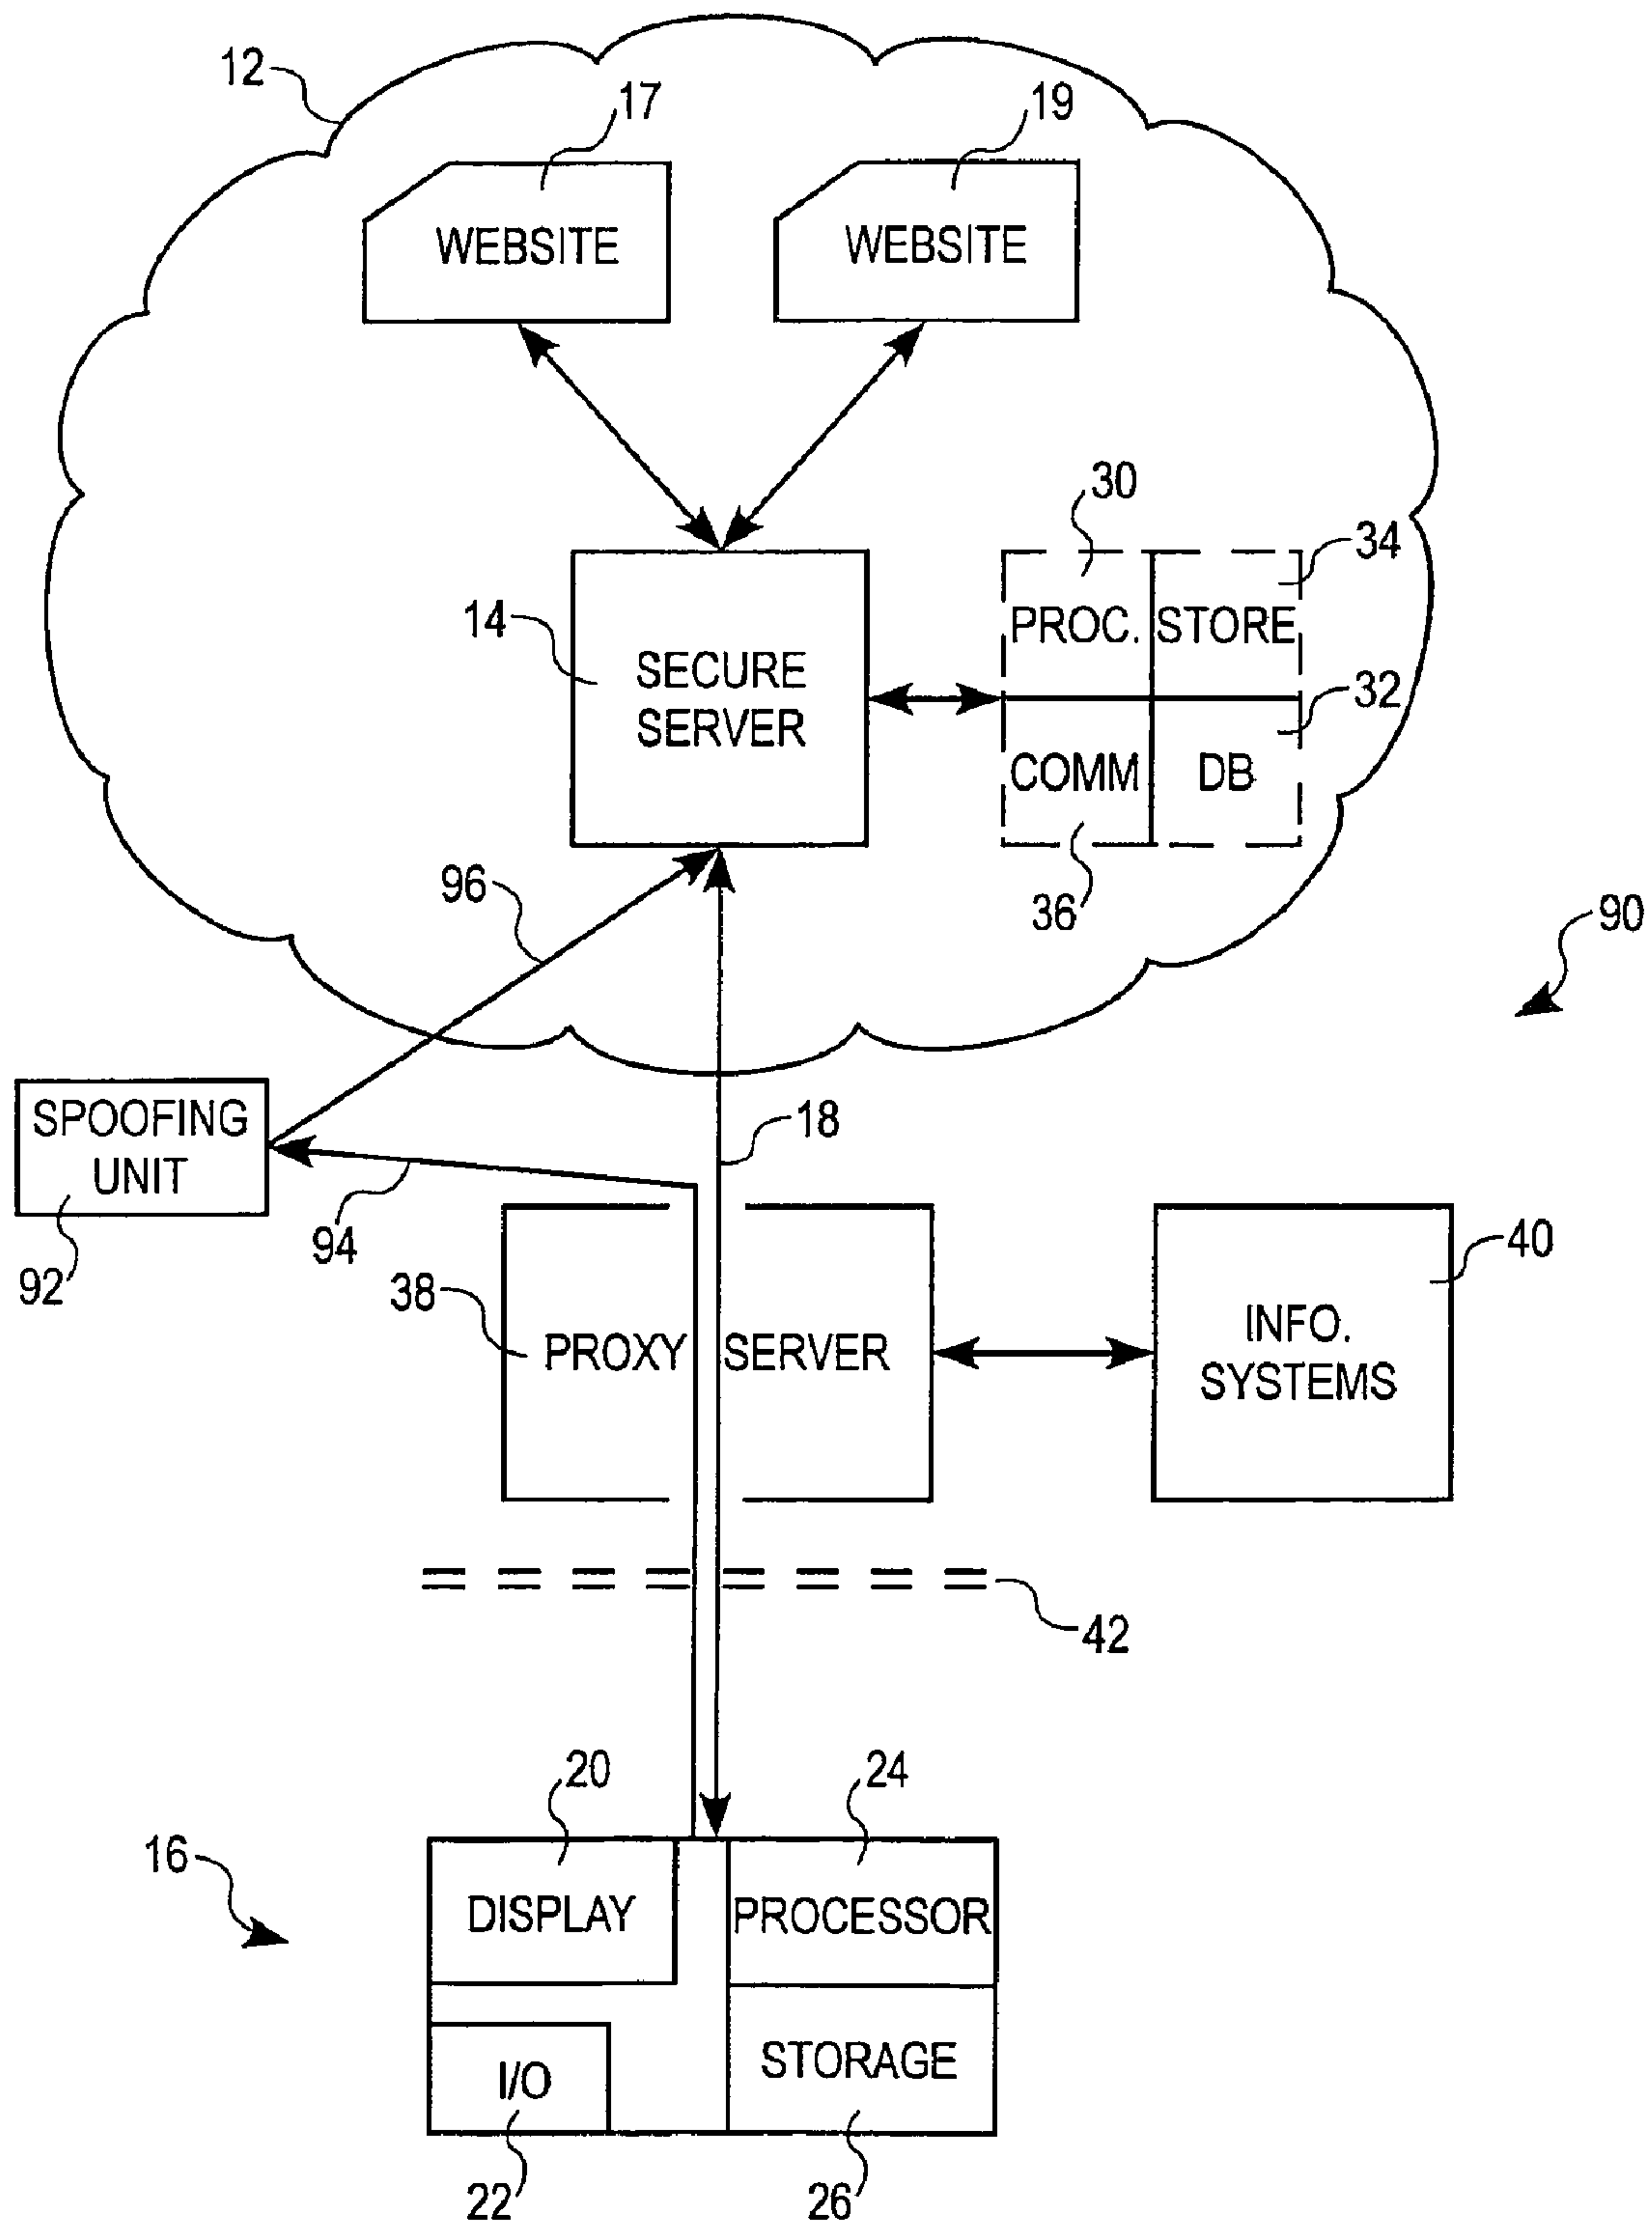 12
17
19
WEBSITE
WEBSITE
30
34
14
PROC.
STORE
SECURE
SERVER
32
COMM
DB
96
36
90
SPOOFING
UNIT
18
94
92
40
38
INFO.
SYSTEMS
PROXY SERVER
42
20
24
16
DISPLAY
PROCESSOR
I/O
STORAGE
22
26